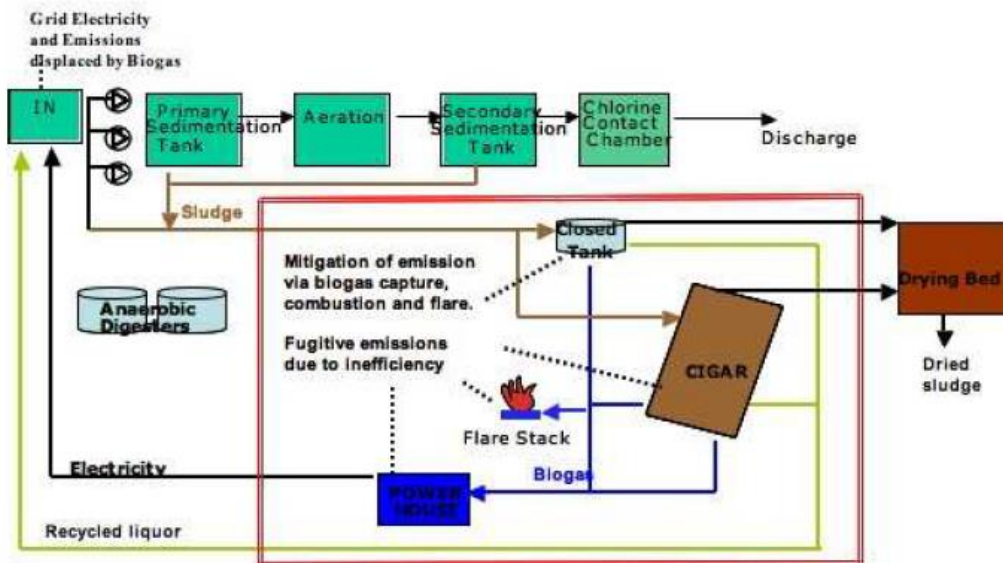 Grid Electricity
and Emissions
displaced by Biogas
IN
Primary
Sedimentation
Tank
Aeration
Secondary
Sedimentation
Tank
Chlorine
Contact
Chamber
Discharge
Sludge
Closed
Tank
Mitigation of emission
via biogas capture,
combustion and flare.
Drying Bed
Anaerobic
Digesters
Fugitive emissions
due to inefficiency
CIGAR
Dried
sludge
Flare Stack
Electricity
Biogas
POWER
HOUSE
Recycled liquor